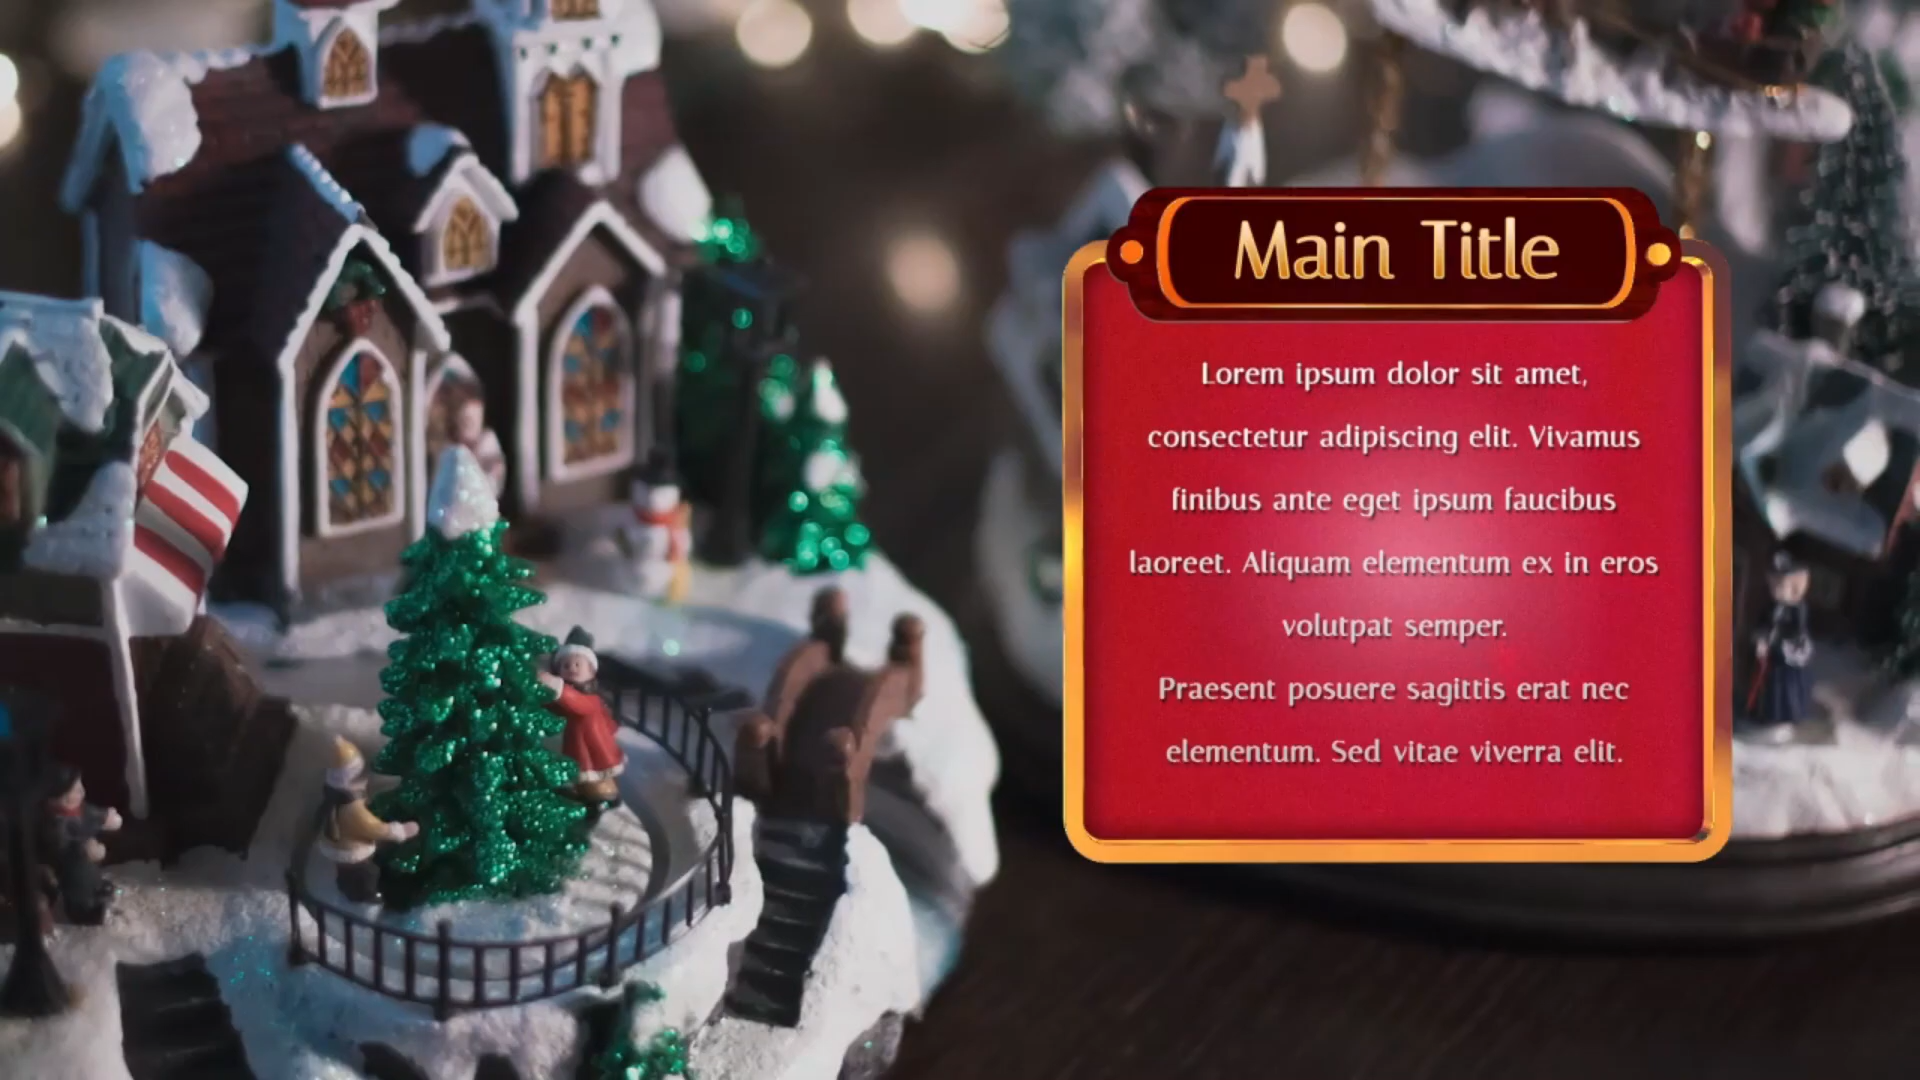 Main Title
Lorem ipsum dolor sit amet,
consectetur adipiscing elit. Vivamus
finibus ante eget ipsum faucibus
laoreet. Aliquam elementum ex in eros
volutpat semper.
Praesent posuere sagittis erat nec
elementum. Sed vitae viverra elit.